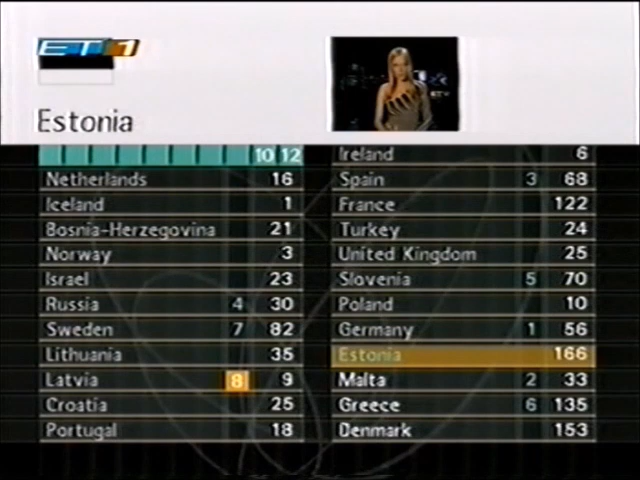 ET 1
Estonia
10 12
Netherlands 16
Iceland 1
Bosnia-Herzegovina 21
Norway 3
Israel 23
Russia 4 30
Sweden 7 82
Lithuania 35
Latvia 8 9
Croatia 25
Portugal 18
Ireland 6
Spain 3 68
France 122
Turkey 24
United Kingdom 25
Slovenia 5 70
Poland 10
Germany 1 56
Estonia 166
Malta 2 33
Greece 6 135
Denmark 153